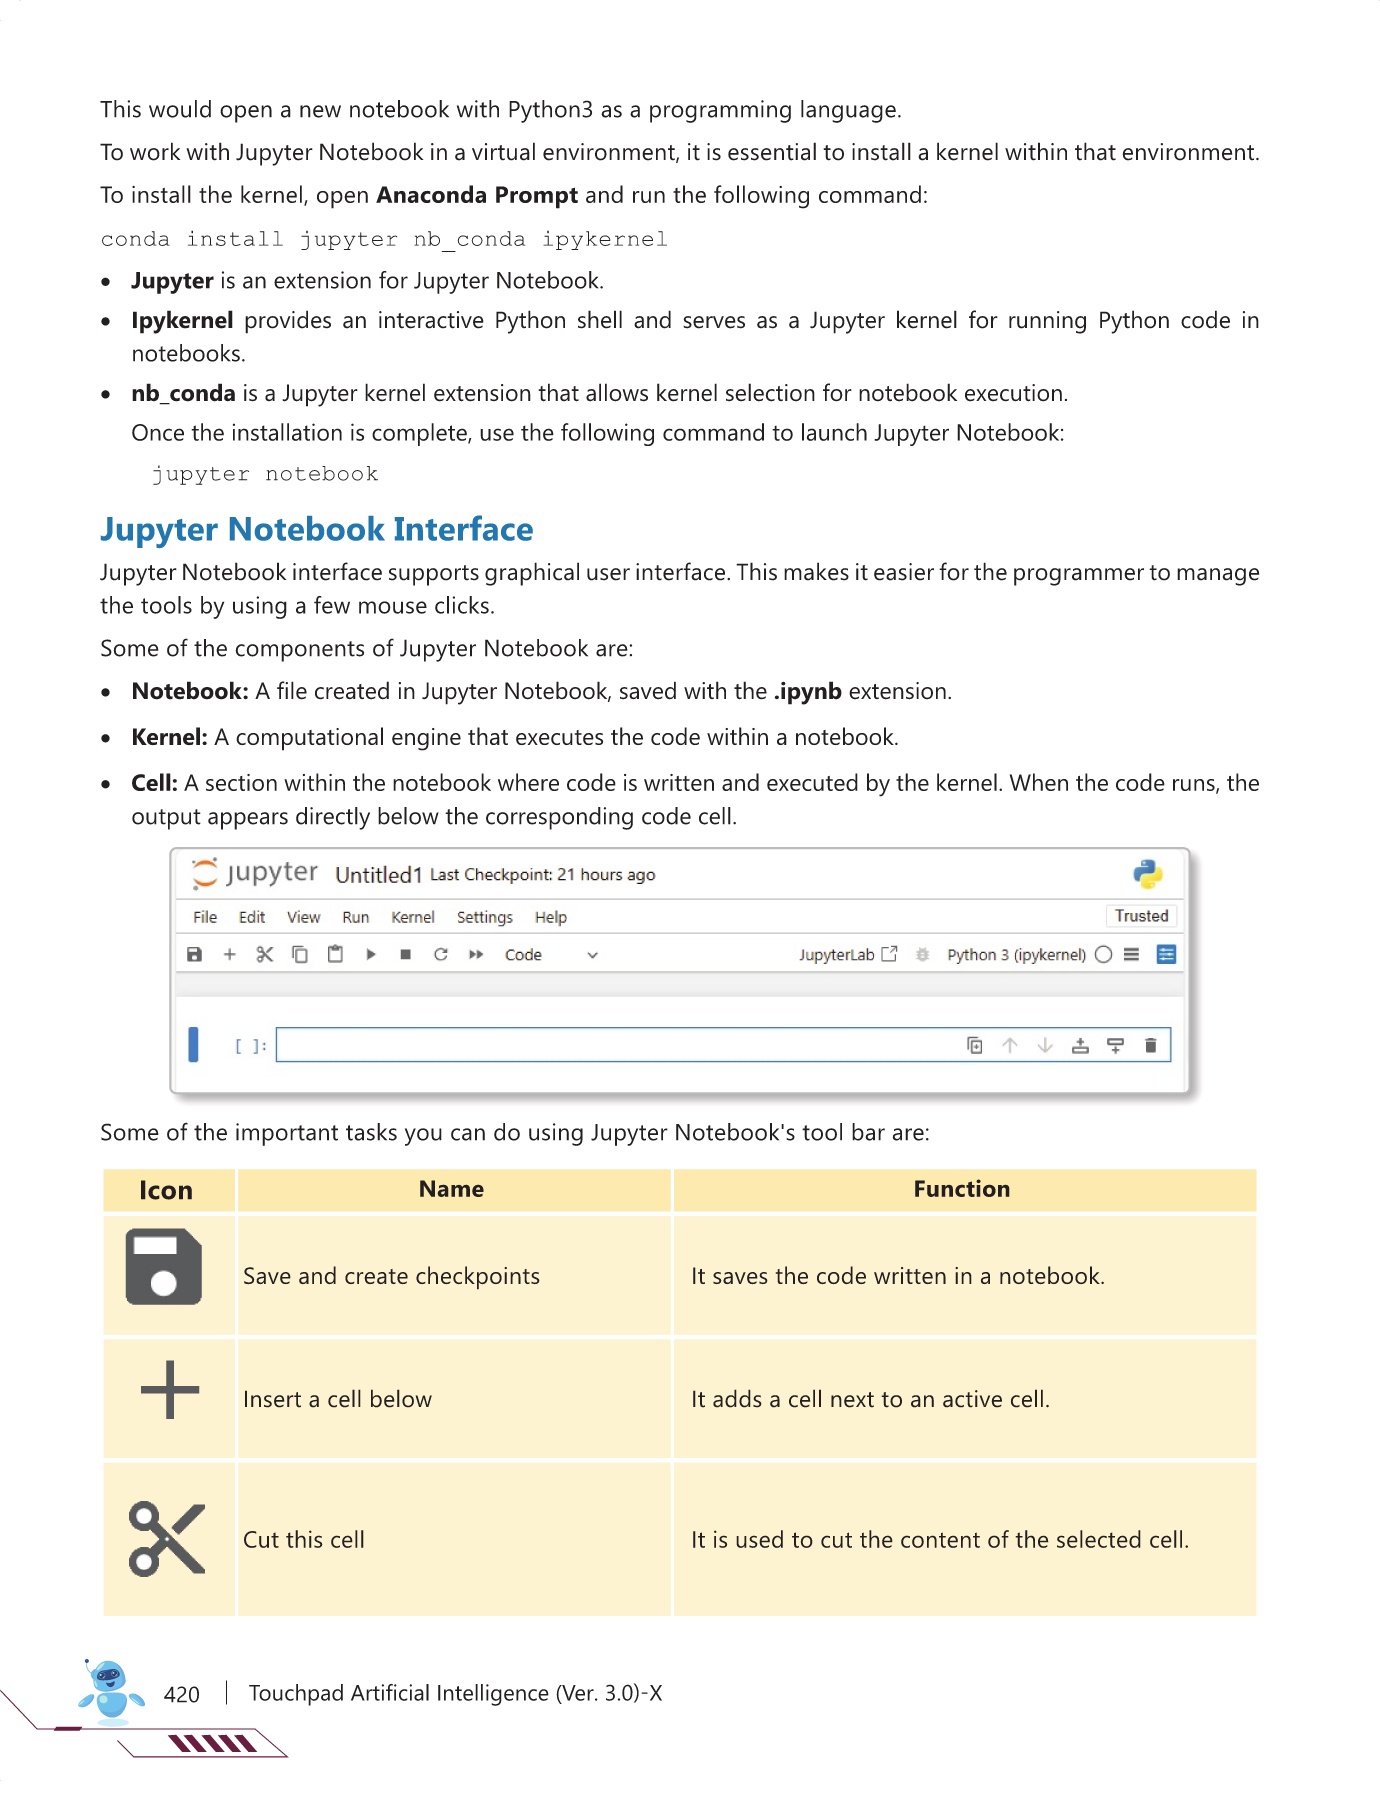 This would open a new notebook with Python3 as a programming language.
To work with Jupyter Notebook in a virtual environment, it is essential to install a kernel within that environment.
To install the kernel, open Anaconda Prompt and run the following command:
conda install jupyter nb_conda ipykernel
• Jupyter is an extension for Jupyter Notebook.
• Ipykernel provides an interactive Python shell and serves as a Jupyter kernel for running Python code in
notebooks.
• nb_conda is a Jupyter kernel extension that allows kernel selection for notebook execution.
Once the installation is complete, use the following command to launch Jupyter Notebook:
jupyter notebook
Jupyter Notebook Interface
Jupyter Notebook interface supports graphical user interface. This makes it easier for the programmer to manage
the tools by using a few mouse clicks.
Some of the components of Jupyter Notebook are:
• Notebook: A file created in Jupyter Notebook, saved with the .ipynb extension.
• Kernel: A computational engine that executes the code within a notebook.
• Cell: A section within the notebook where code is written and executed by the kernel. When the code runs, the
output appears directly below the corresponding code cell.
jupyter Untitled1 Last Checkpoint: 21 hours ago
File Edit View Run Kernel Settings Help Trusted
Code JupyterLab Python 3 (ipykernel)
[ ]:
Some of the important tasks you can do using Jupyter Notebook's tool bar are:
Icon Name Function
Save and create checkpoints It saves the code written in a notebook.
Insert a cell below It adds a cell next to an active cell.
Cut this cell It is used to cut the content of the selected cell.
420 | Touchpad Artificial Intelligence (Ver. 3.0)-X